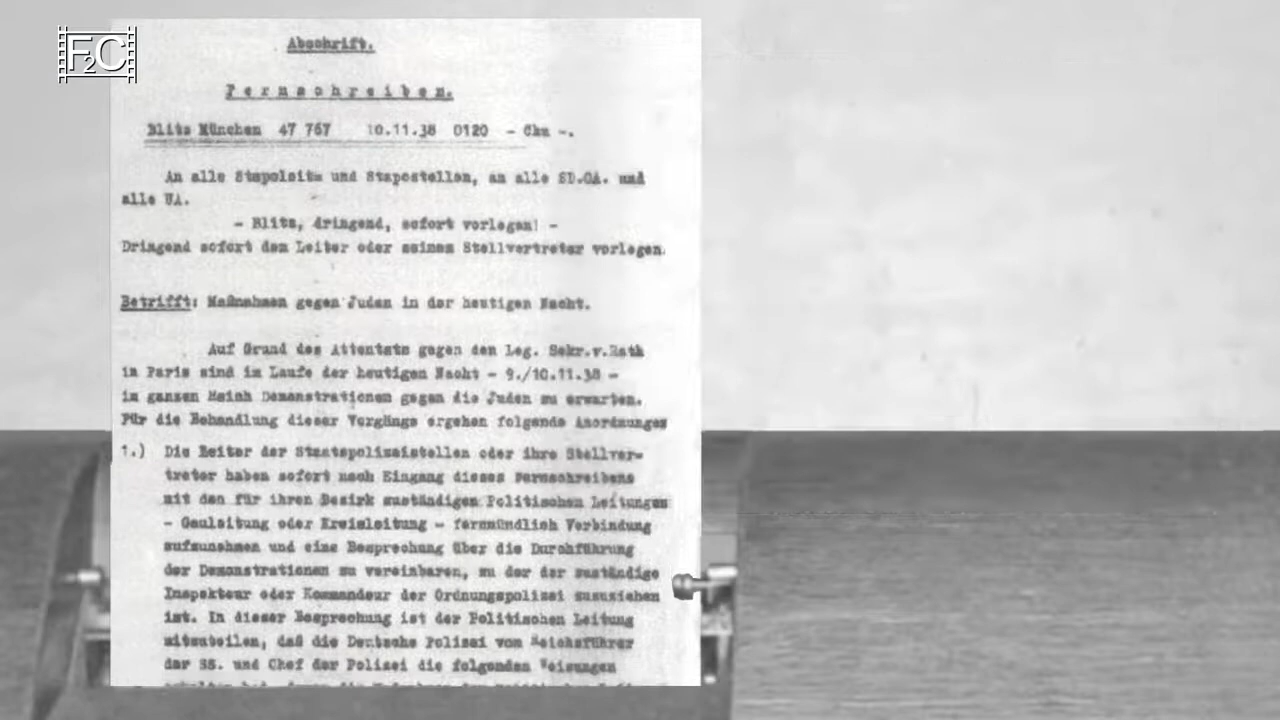 F2C
Abschrift.
Fernschreiben.
Blitz München 47 767 10.11.38 0120 - Chm -.
An alle Stapoleit= und Stapostellen, an alle SD.OA. und
alle UA.
- Blitz, dringend, sofort vorlegen! -
Dringend sofort dem Leiter oder seinem Stellvertreter vorlegen.
Betrifft: Maßnahmen gegen Juden in der heutigen Nacht.
Auf Grund des Attentats gegen den Leg. Sekr.v.Rath
in Paris sind im Laufe der heutigen Nacht - 9./10.11.38 -
im ganzen Reich Demonstrationen gegen die Juden zu erwarten.
Für die Behandlung dieser Vorgänge ergehen folgende Anordnungen
1.) Die Leiter der Staatspolizeistellen oder ihre Stellver=
treter haben sofort nach Eingang dieses Fernschreibens
mit den für ihren Bezirk zuständigen Politischen Leitungen
- Gauleitung oder Kreisleitung - fernmündlich Verbindung
aufzunehmen und eine Besprechung über die Durchführung
der Demonstrationen zu vereinbaren, zu der der zuständige
Inspekteur oder Kommandeur der Ordnungspolizei zuzuziehen
ist. In dieser Besprechung ist der Politischen Leitung
mitzuteilen, daß die Deutsche Polizei vom Reichsführer
der SS. und Chef der Polizei die folgenden Weisungen